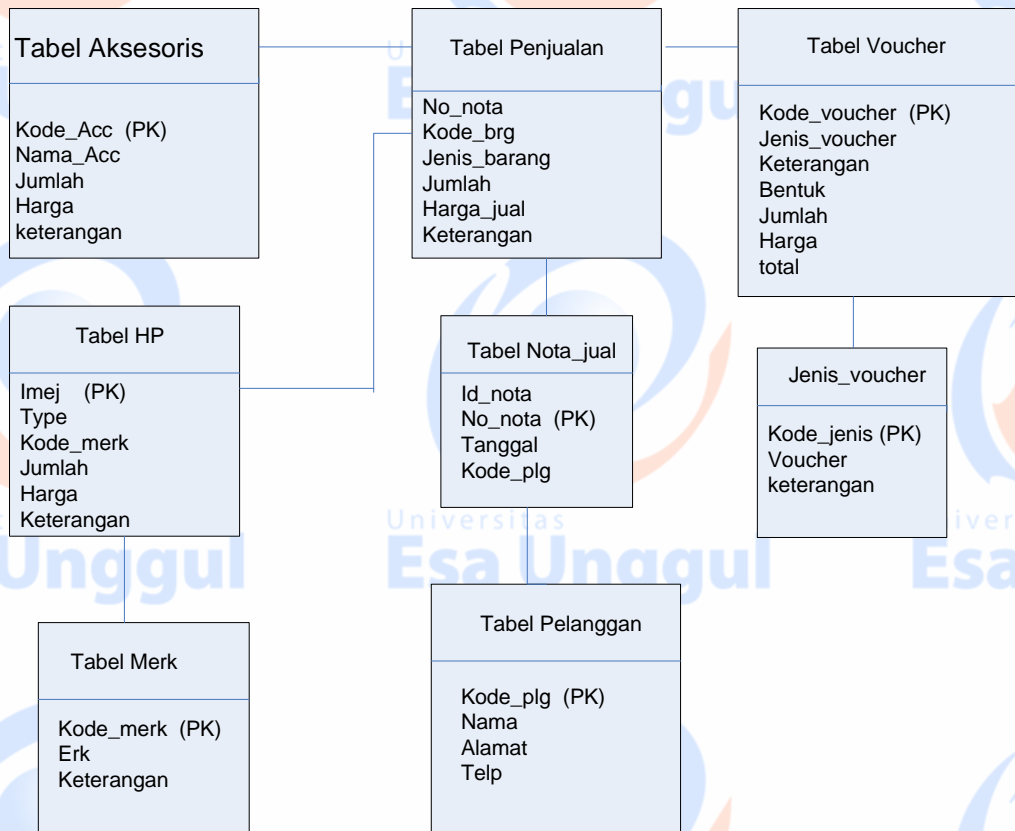 Tabel Aksesoris
Kode_Acc (PK)
Nama_Acc
Jumlah
Harga
keterangan
Tabel Penjualan
No_nota
Kode_brg
Jenis_barang
Jumlah
Harga_jual
Keterangan
Tabel Voucher
Kode_voucher (PK)
Jenis_voucher
Keterangan
Bentuk
Jumlah
Harga
total
Tabel HP
Imej (PK)
Type
Kode_merk
Jumlah
Harga
Keterangan
Tabel Nota_jual
Id_nota
No_nota (PK)
Tanggal
Kode_plg
Jenis_voucher
Kode_jenis (PK)
Voucher
keterangan
Universitas
Esa Unggul
Unggul
Esa
Tabel Merk
Kode_merk (PK)
Erk
Keterangan
Tabel Pelanggan
Kode_plg (PK)
Nama
Alamat
Telp